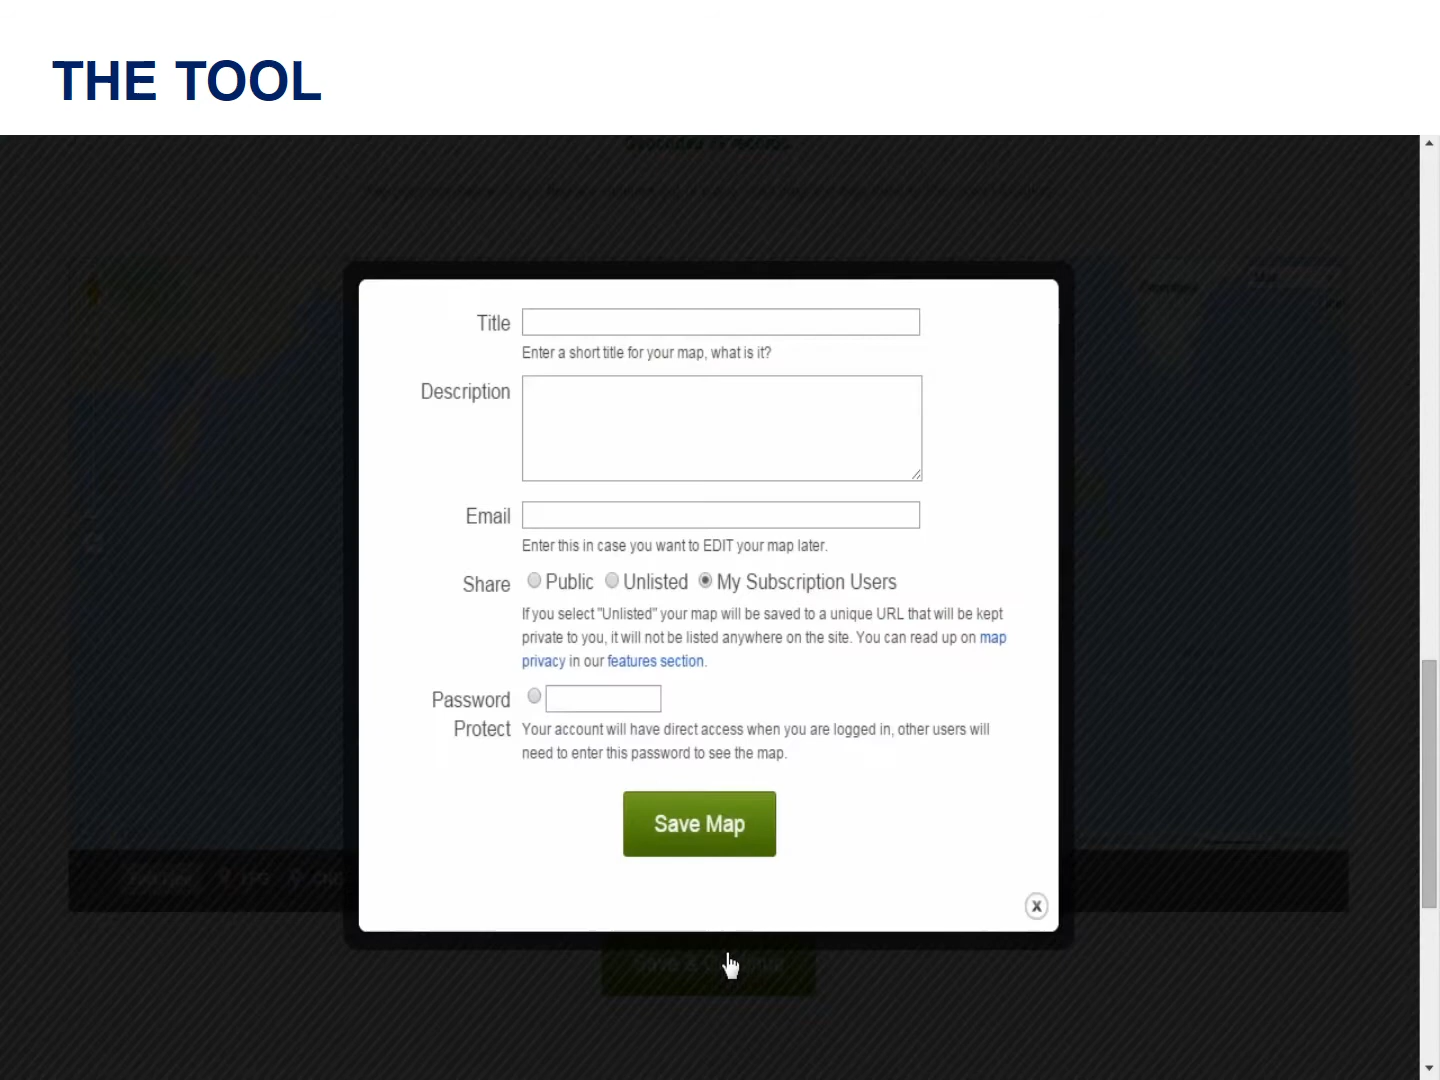 THE TOOL
Title
Enter a short title for your map, what is it?
Description
Email
Enter this in case you want to EDIT your map later.
Share Public Unlisted My Subscription Users
If you select "Unlisted" your map will be saved to a unique URL that will be kept
private to you, it will not be listed anywhere on the site. You can read up on map
privacy in our features section.
Password
Protect Your account will have direct access when you are logged in, other users will
need to enter this password to see the map.
Save Map
X